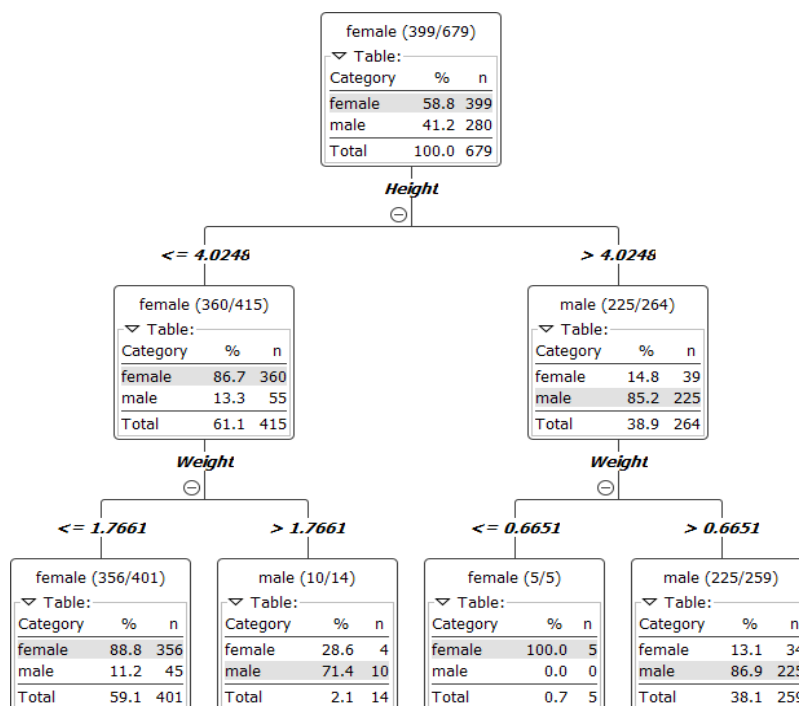 female (399/679)
Table:
Category % n
female 58.8 399
male 41.2 280
Total 100.0 679
Height
<= 4.0248
> 4.0248
female (360/415)
Table:
Category % n
female 86.7 360
male 13.3 55
Total 61.1 415
male (225/264)
Table:
Category % n
female 14.8 39
male 85.2 225
Total 38.9 264
Weight
Weight
<= 1.7661
> 1.7661
<= 0.6651
> 0.6651
female (356/401)
Table:
Category % n
female 88.8 356
male 11.2 45
Total 59.1 401
male (10/14)
Table:
Category % n
female 28.6 4
male 71.4 10
Total 2.1 14
female (5/5)
Table:
Category % n
female 100.0 5
male 0.0 0
Total 0.7 5
male (225/259)
Table:
Category % n
female 13.1 34
male 86.9 225
Total 38.1 259